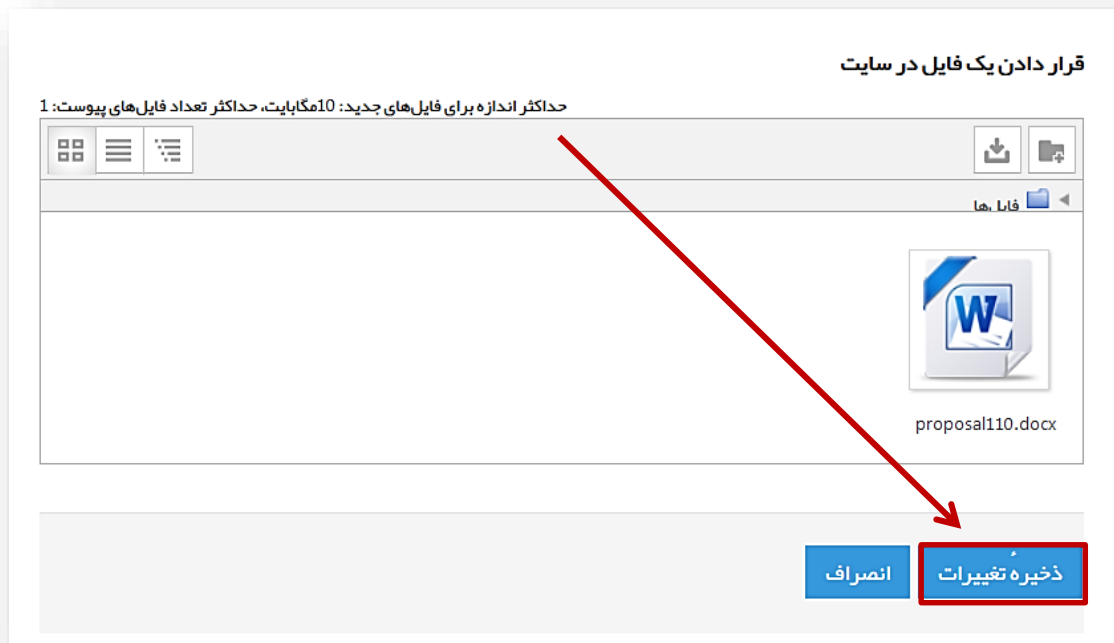 قرار دادن یک فایل در سایت
حداکثر اندازه برای فایل‌های جدید: 10مگابایت، حداکثر تعداد فایل‌های پیوست: 1
فایل‌ها
W
proposal110.docx
ذخیرهٔ تغییرات
انصراف